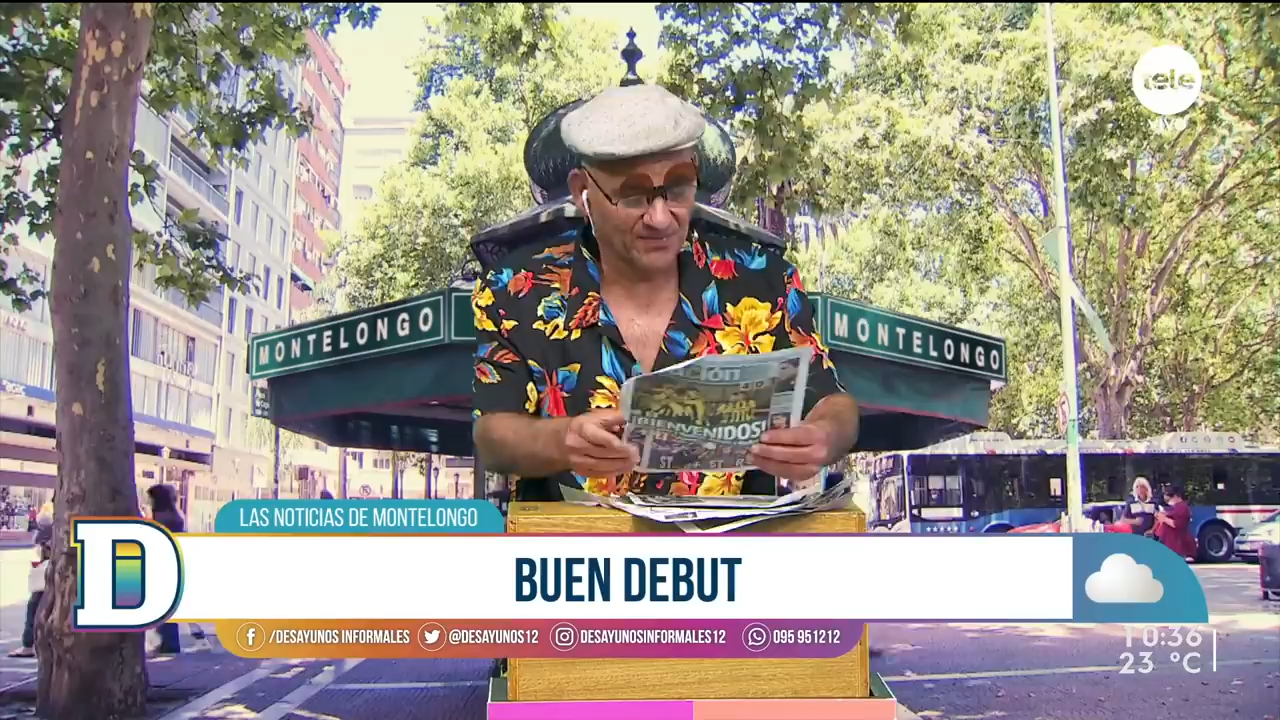 tele
MONTELONGO
MONTELONGO
ción
¡BIENVENIDOS!
LAS NOTICIAS DE MONTELONGO
D
BUEN DEBUT
/DESAYUNOS INFORMALES
@DESAYUNOS12
DESAYUNOSINFORMALES12
095 951212
10:36
23 °C